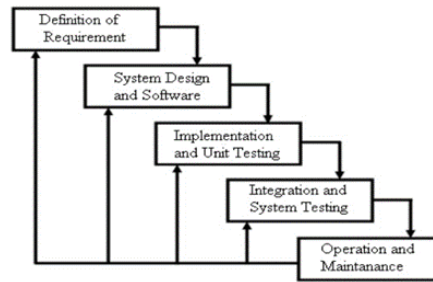 Definition of
Requirement
System Design
and Software
Implementation
and Unit Testing
Integration and
System Testing
Operation and
Maintanance